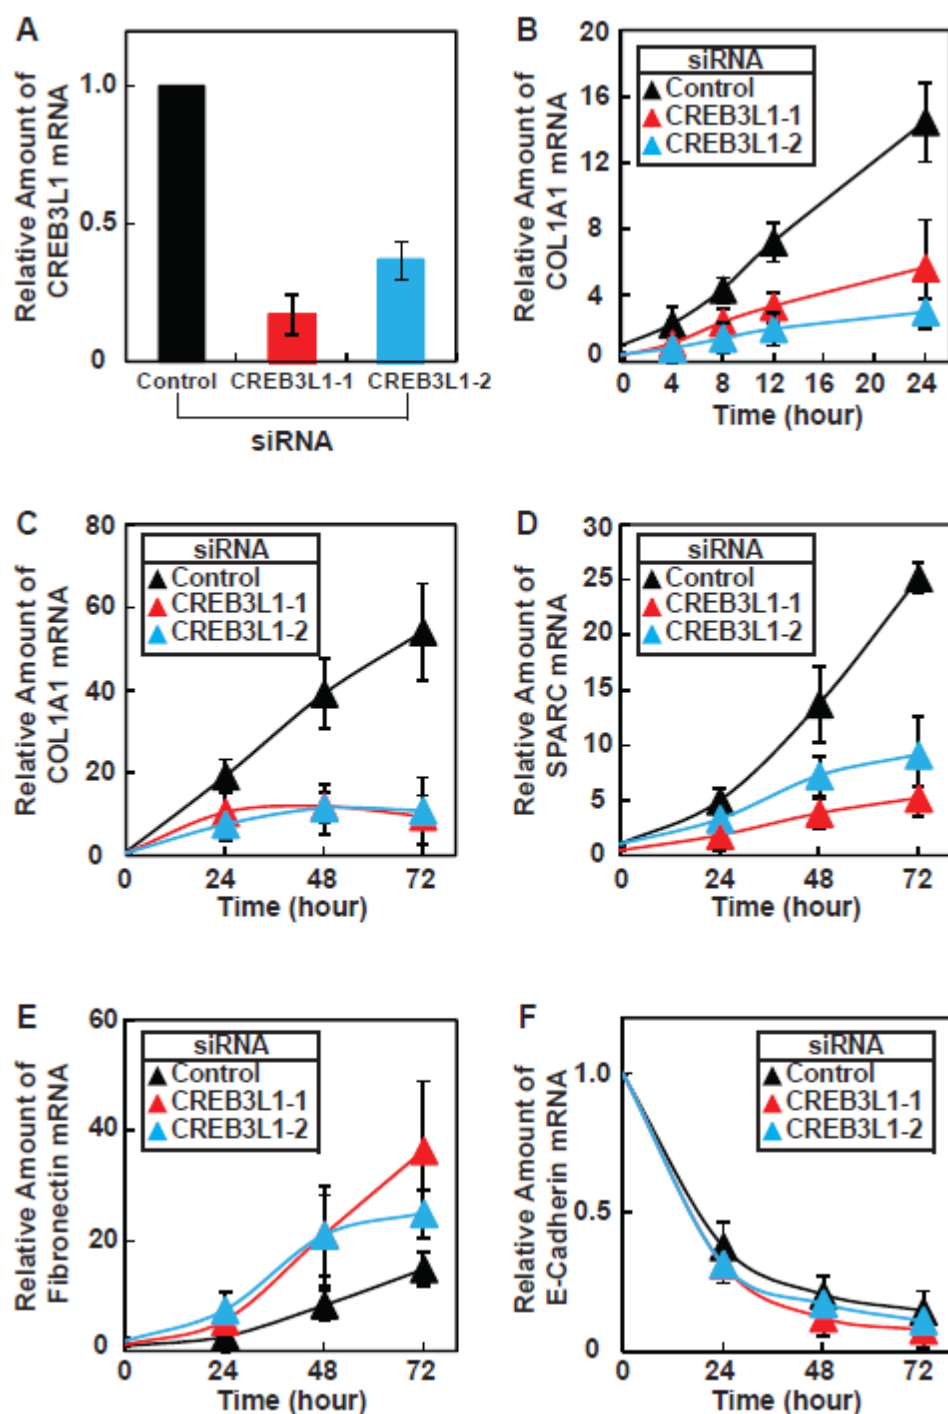 A
Relative Amount of
CREB3L1 mRNA
1.0
0.5
0
Control CREB3L1-1 CREB3L1-2
siRNA
B
Relative Amount of
COL1A1 mRNA
20
16
12
8
4
0
siRNA
Control
CREB3L1-1
CREB3L1-2
0 4 8 12 16 20 24
Time (hour)
C
Relative Amount of
COL1A1 mRNA
80
60
40
20
0
siRNA
Control
CREB3L1-1
CREB3L1-2
0 24 48 72
Time (hour)
D
Relative Amount of
SPARC mRNA
30
25
20
15
10
5
0
siRNA
Control
CREB3L1-1
CREB3L1-2
0 24 48 72
Time (hour)
E
Relative Amount of
Fibronectin mRNA
60
40
20
0
siRNA
Control
CREB3L1-1
CREB3L1-2
0 24 48 72
Time (hour)
F
Relative Amount of
E-Cadherin mRNA
1.0
0.5
0
siRNA
Control
CREB3L1-1
CREB3L1-2
0 24 48 72
Time (hour)